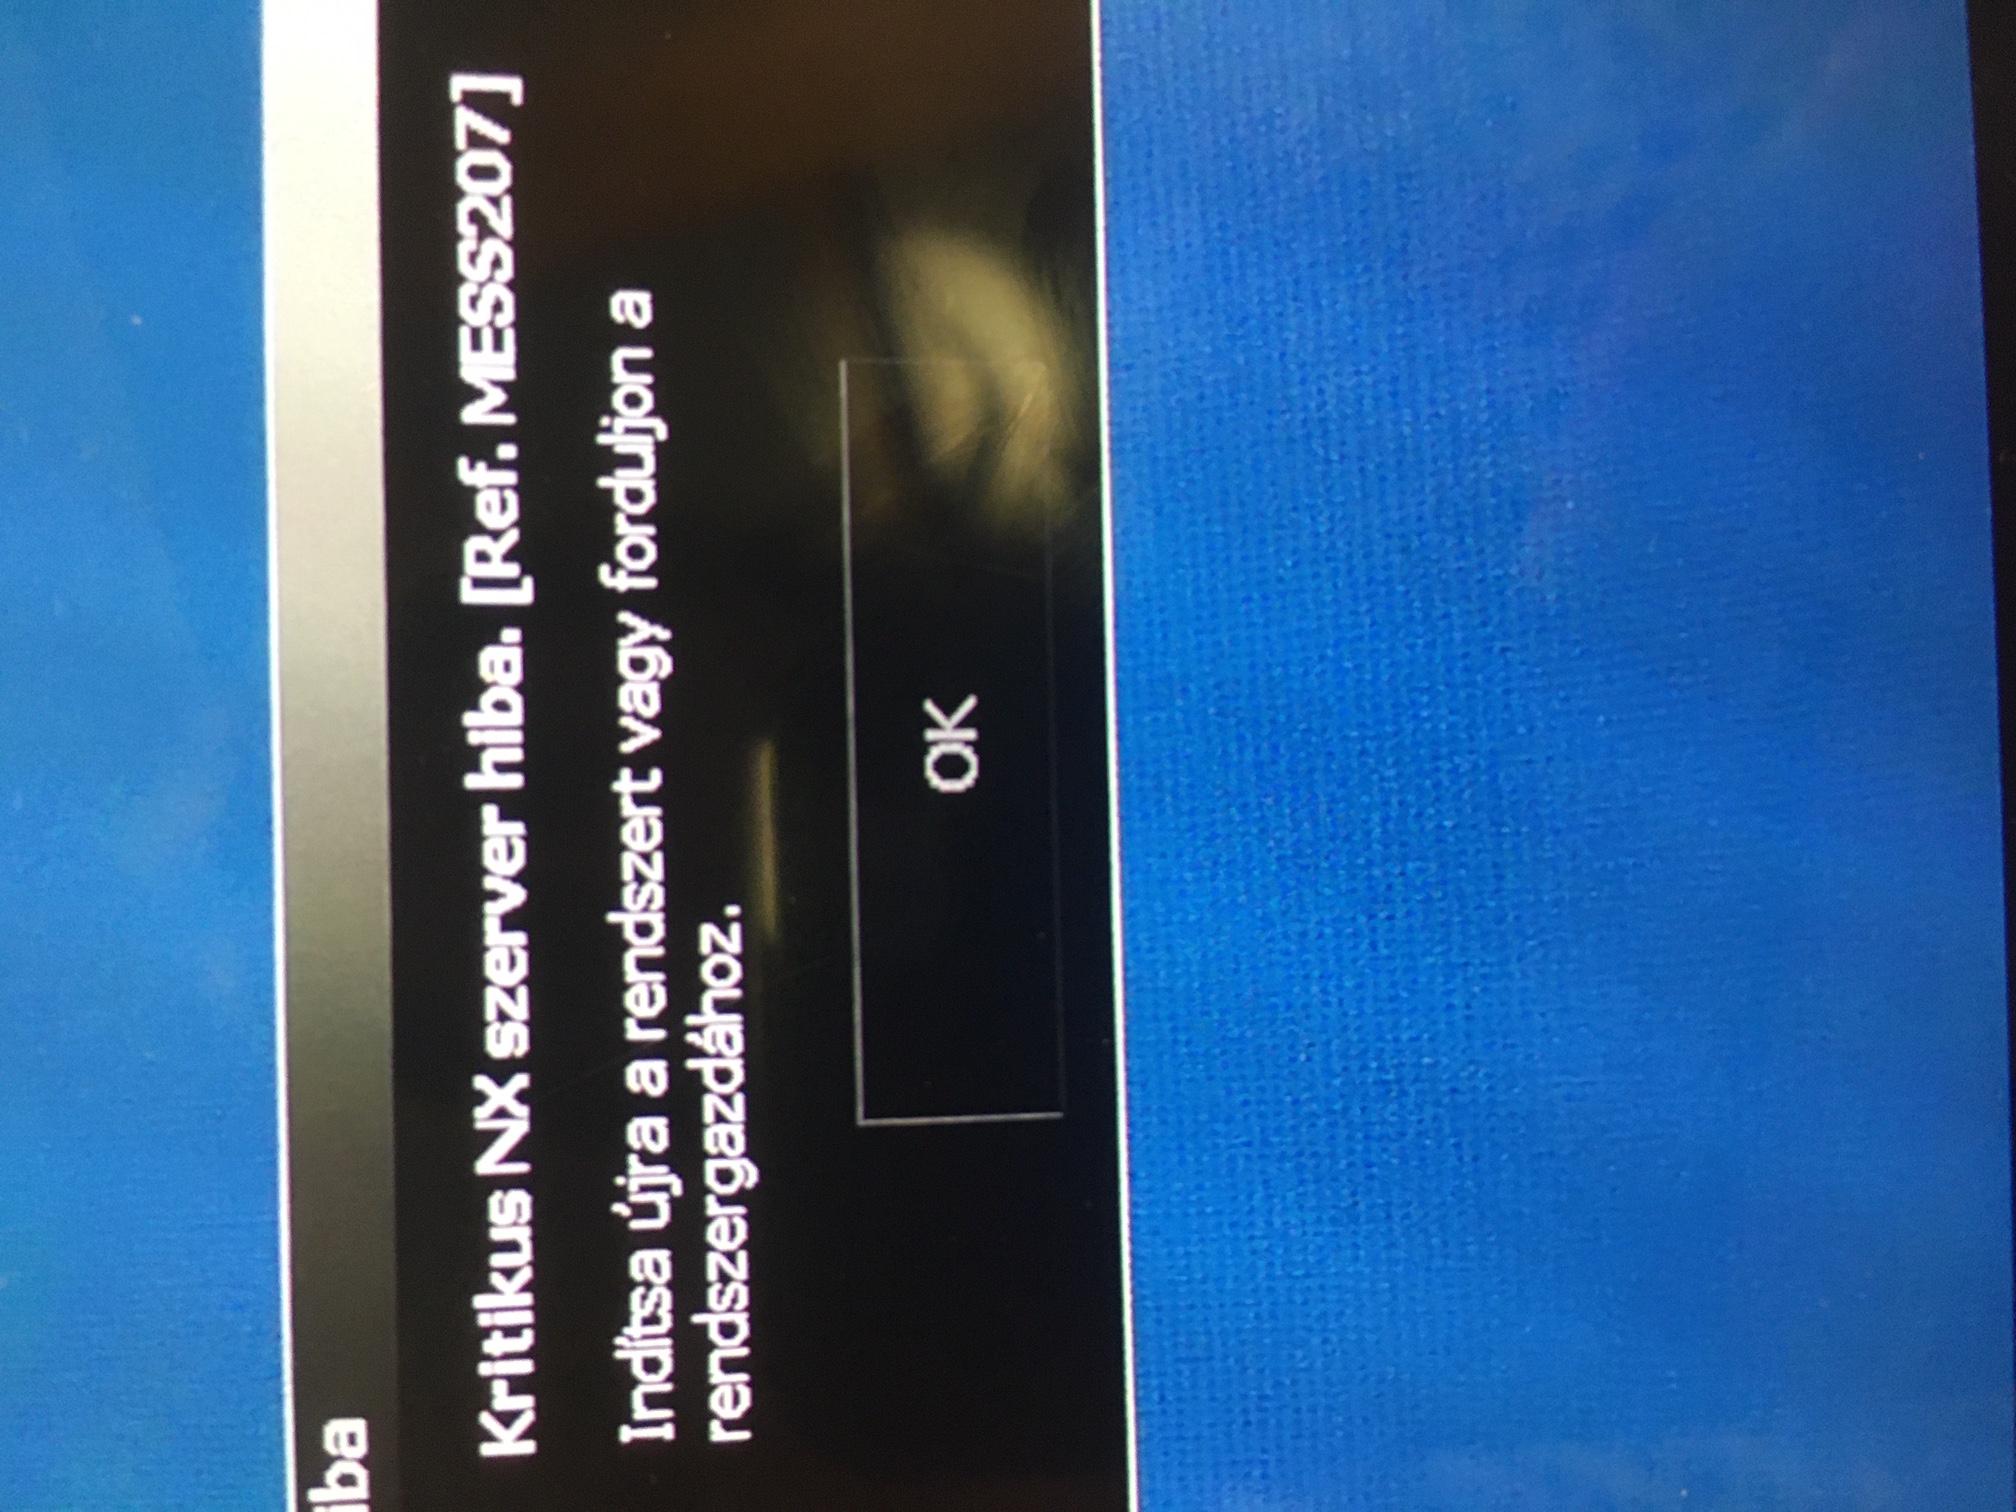 iba
Kritikus NX szerver hiba. [Ref. MESS207]
Indítsa újra a rendszert vagy forduljon a
rendszergazdához.
OK